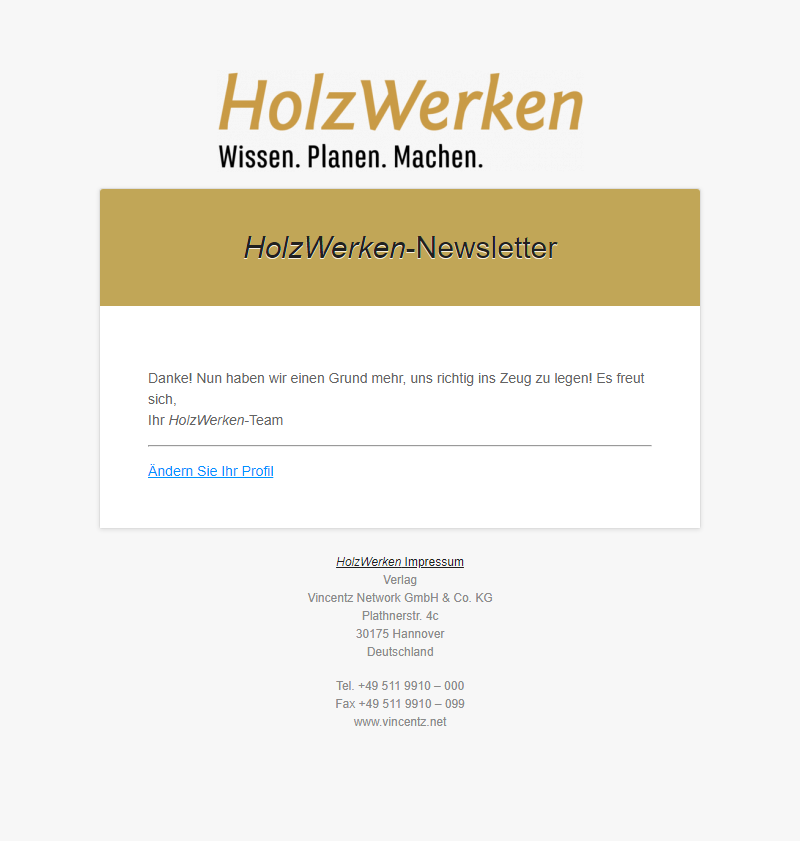 HolzWerken
Wissen. Planen. Machen.
HolzWerken-Newsletter
Danke! Nun haben wir einen Grund mehr, uns richtig ins Zeug zu legen! Es freut
sich,
Ihr HolzWerken-Team
Ändern Sie Ihr Profil
HolzWerken Impressum
Verlag
Vincentz Network GmbH & Co. KG
Plathnerstr. 4c
30175 Hannover
Deutschland
Tel. +49 511 9910 – 000
Fax +49 511 9910 – 099
www.vincentz.net